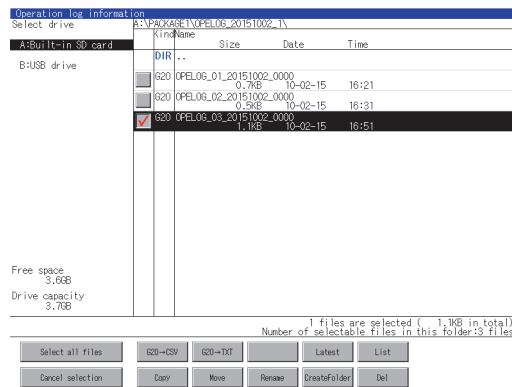 Operation log information
Select drive
A:\PACKAGE1\OPELOG_20151002_1\
Kind Name
Size Date Time
A:Built-in SD card
DIR ..
B:USB drive
G20 OPELOG_01_20151002_0000
0.7KB 10-02-15 16:21
G20 OPELOG_02_20151002_0000
0.5KB 10-02-15 16:31
G20 OPELOG_03_20151002_0000
1.1KB 10-02-15 16:51
Free space
3.6GB
Drive capacity
3.7GB
1 files are selected ( 1.1KB in total)
Number of selectable files in this folder:3 files
Select all files G20→CSV G20→TXT Latest List
Cancel selection Copy Move Rename CreateFolder Del